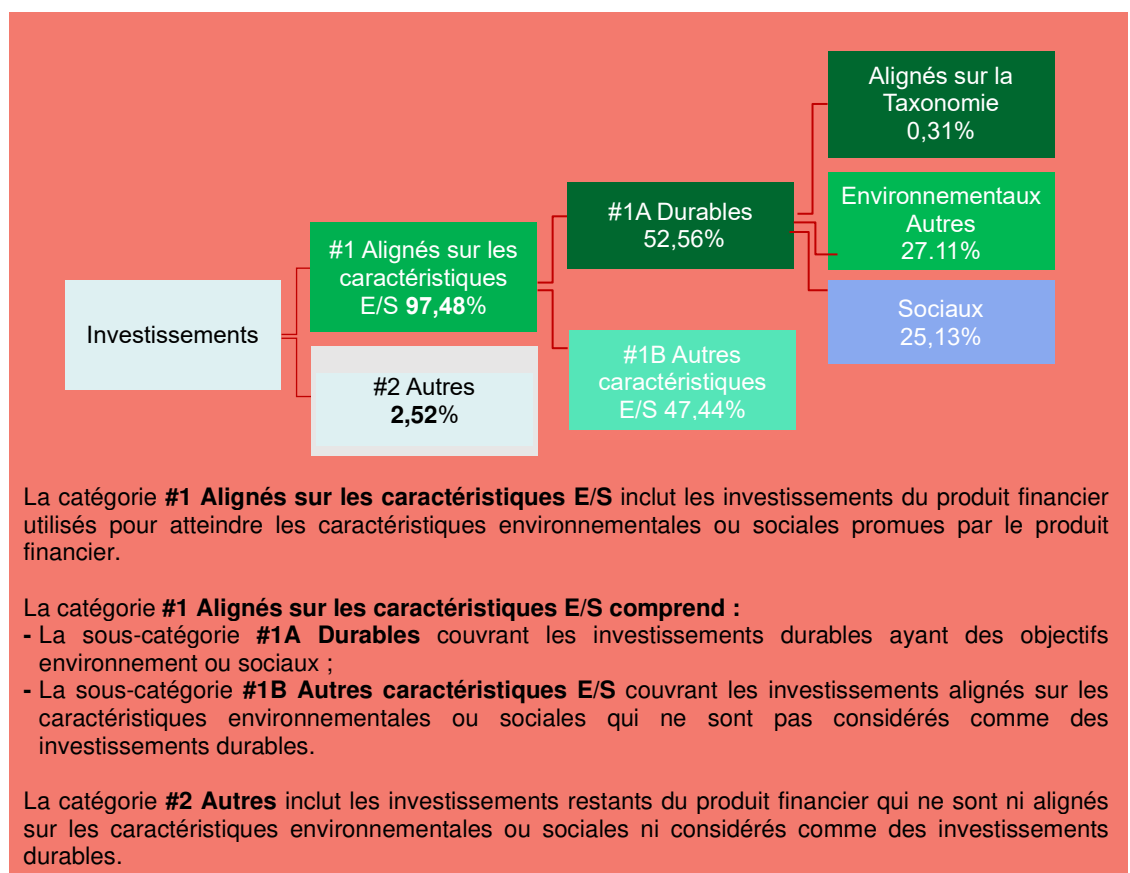 Alignés sur la
Taxonomie
0,31%
#1A Durables
52,56%
Environnementaux
Autres
27.11%
#1 Alignés sur les
caractéristiques
E/S 97,48%
Sociaux
25,13%
Investissements
#1B Autres
caractéristiques
E/S 47,44%
#2 Autres
2,52%
La catégorie #1 Alignés sur les caractéristiques E/S inclut les investissements du produit financier
utilisés pour atteindre les caractéristiques environnementales ou sociales promues par le produit
financier.
La catégorie #1 Alignés sur les caractéristiques E/S comprend :
- La sous-catégorie #1A Durables couvrant les investissements durables ayant des objectifs
environnement ou sociaux ;
- La sous-catégorie #1B Autres caractéristiques E/S couvrant les investissements alignés sur les
caractéristiques environnementales ou sociales qui ne sont pas considérés comme des
investissements durables.
La catégorie #2 Autres inclut les investissements restants du produit financier qui ne sont ni alignés
sur les caractéristiques environnementales ou sociales ni considérés comme des investissements
durables.